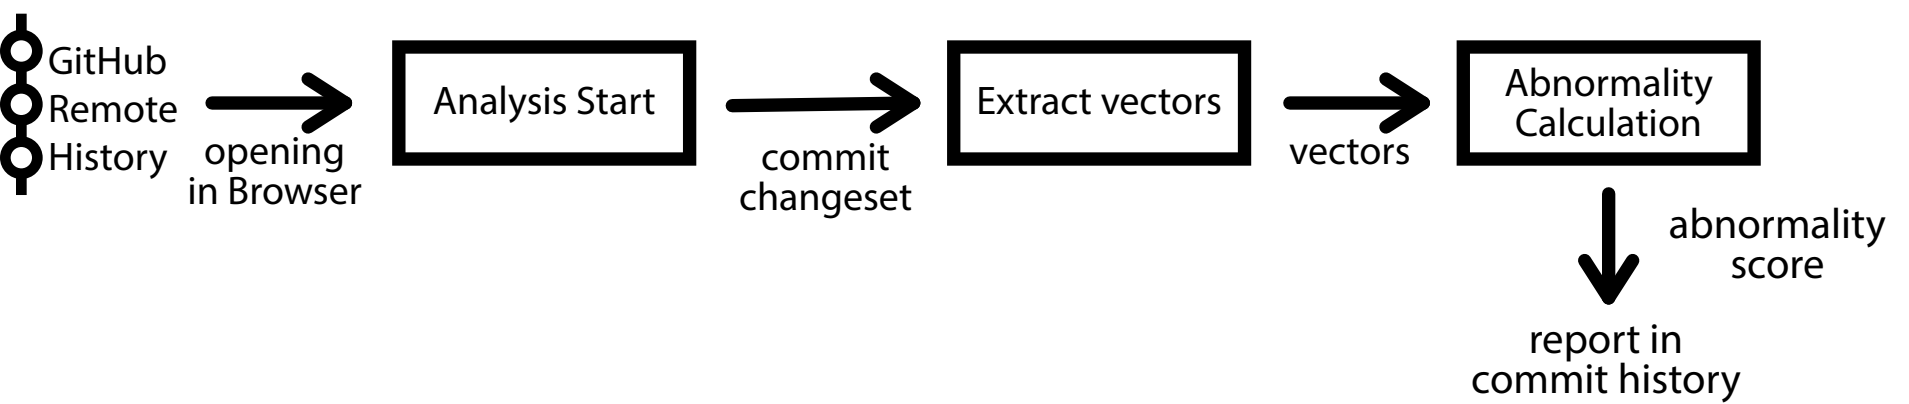 GitHub
Remote
History
opening
in Browser
Analysis Start
commit
changeset
Extract vectors
vectors
Abnormality
Calculation
abnormality
score
report in
commit history